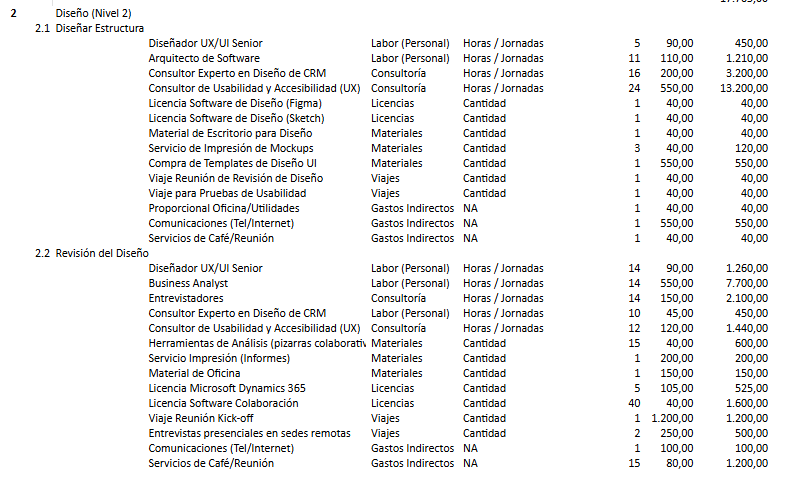 2 Diseño (Nivel 2)
2.1 Diseñar Estructura
Diseñador UX/UI Senior Labor (Personal) Horas / Jornadas 5 90,00 450,00
Arquitecto de Software Labor (Personal) Horas / Jornadas 11 110,00 1.210,00
Consultor Experto en Diseño de CRM Consultoría Horas / Jornadas 16 200,00 3.200,00
Consultor de Usabilidad y Accesibilidad (UX) Consultoría Horas / Jornadas 24 550,00 13.200,00
Licencia Software de Diseño (Figma) Licencias Cantidad 1 40,00 40,00
Licencia Software de Diseño (Sketch) Licencias Cantidad 1 40,00 40,00
Material de Escritorio para Diseño Materiales Cantidad 1 40,00 40,00
Servicio de Impresión de Mockups Materiales Cantidad 3 40,00 120,00
Compra de Templates de Diseño UI Materiales Cantidad 1 550,00 550,00
Viaje Reunión de Revisión de Diseño Viajes Cantidad 1 40,00 40,00
Viaje para Pruebas de Usabilidad Viajes Cantidad 1 40,00 40,00
Proporcional Oficina/Utilidades Gastos Indirectos NA 1 40,00 40,00
Comunicaciones (Tel/Internet) Gastos Indirectos NA 1 550,00 550,00
Servicios de Café/Reunión Gastos Indirectos NA 1 40,00 40,00
2.2 Revisión del Diseño
Diseñador UX/UI Senior Labor (Personal) Horas / Jornadas 14 90,00 1.260,00
Business Analyst Labor (Personal) Horas / Jornadas 14 550,00 7.700,00
Entrevistadores Consultoría Horas / Jornadas 14 150,00 2.100,00
Consultor Experto en Diseño de CRM Labor (Personal) Horas / Jornadas 10 45,00 450,00
Consultor de Usabilidad y Accesibilidad (UX) Consultoría Horas / Jornadas 12 120,00 1.440,00
Herramientas de Análisis (pizarras colaborativ Materiales Cantidad 15 40,00 600,00
Servicio Impresión (Informes) Materiales Cantidad 1 200,00 200,00
Material de Oficina Materiales Cantidad 1 150,00 150,00
Licencia Microsoft Dynamics 365 Licencias Cantidad 5 105,00 525,00
Licencia Software Colaboración Licencias Cantidad 40 40,00 1.600,00
Viaje Reunión Kick-off Viajes Cantidad 1 1.200,00 1.200,00
Entrevistas presenciales en sedes remotas Viajes Cantidad 2 250,00 500,00
Comunicaciones (Tel/Internet) Gastos Indirectos NA 1 100,00 100,00
Servicios de Café/Reunión Gastos Indirectos NA 15 80,00 1.200,00